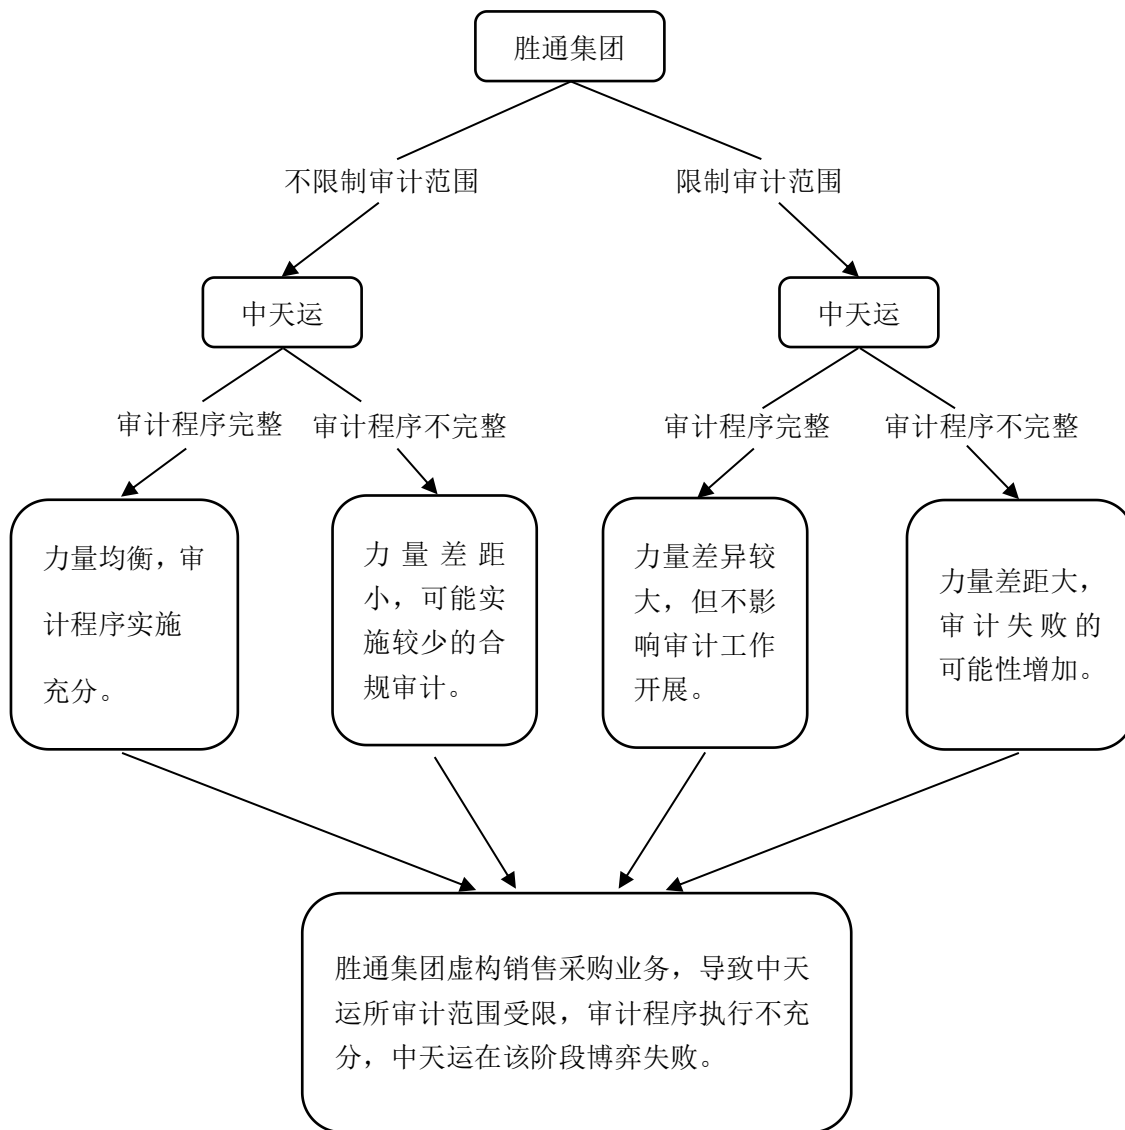 胜通集团
不限制审计范围
限制审计范围
中天运
中天运
审计程序完整
审计程序不完整
审计程序完整
审计程序不完整
力量均衡，审
计程序实施
充分。
力量差距
小，可能实
施较少的合
规审计。
力量差异较
大，但不影
响审计工作
开展。
力量差距大，
审计失败的
可能性增加。
胜通集团虚构销售采购业务，导致中天
运所审计范围受限，审计程序执行不充
分，中天运在该阶段博弈失败。